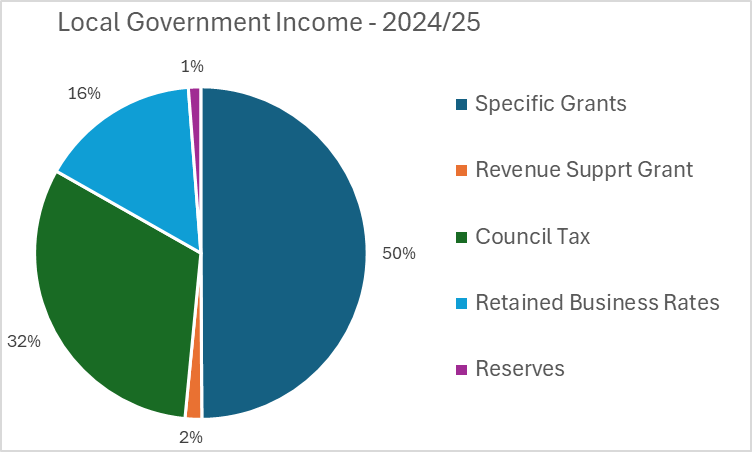 Local Government Income - 2024/25
1%
16%
50%
32%
2%
Specific Grants
Revenue Supprt Grant
Council Tax
Retained Business Rates
Reserves